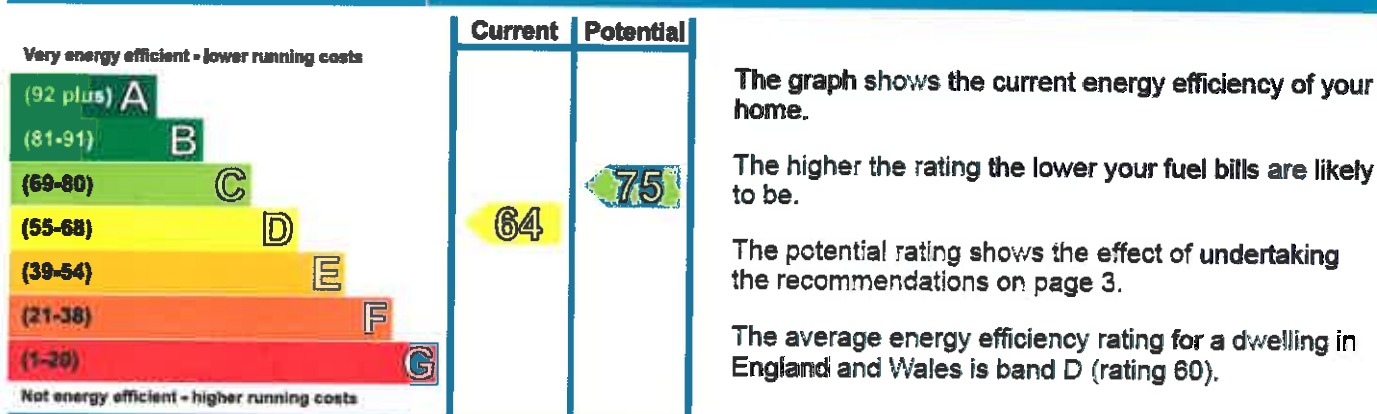 Current Potential
Very energy efficient - lower running costs
(92 plus) A
(81-91) B
(69-80) C
75
(55-68) D
64
(39-54) E
(21-38) F
(1-20) G
Not energy efficient - higher running costs
The graph shows the current energy efficiency of your
home.
The higher the rating the lower your fuel bills are likely
to be.
The potential rating shows the effect of undertaking
the recommendations on page 3.
The average energy efficiency rating for a dwelling in
England and Wales is band D (rating 60).